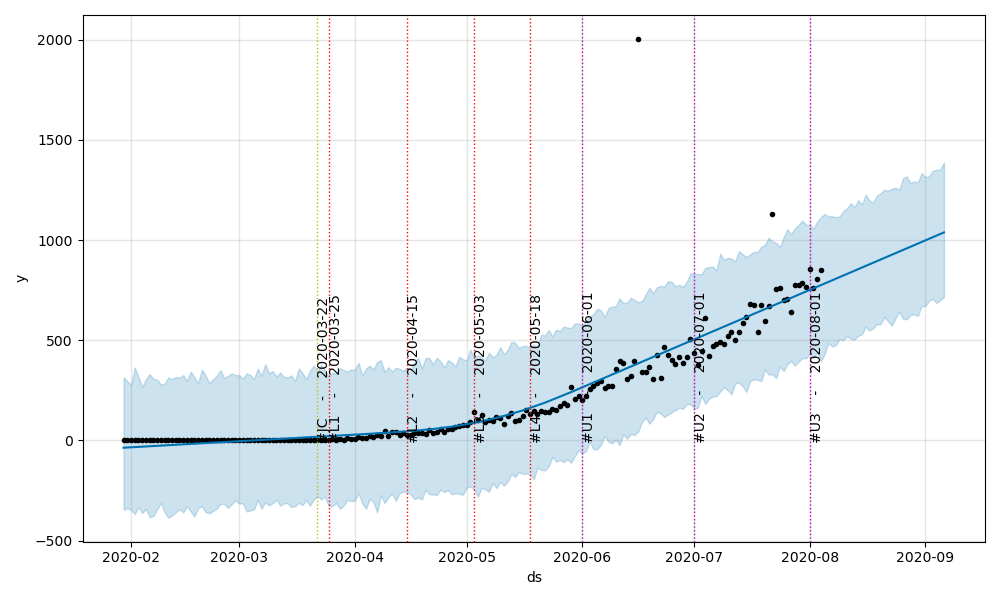 2000
1500
1000
500
0
−500
y
#JC - 2020-03-22
#L1 - 2020-03-25
#L2 - 2020-04-15
#L3 - 2020-05-03
#L4 - 2020-05-18
#U1 - 2020-06-01
#U2 - 2020-07-01
#U3 - 2020-08-01
2020-02 2020-03 2020-04 2020-05 2020-06 2020-07 2020-08 2020-09
ds